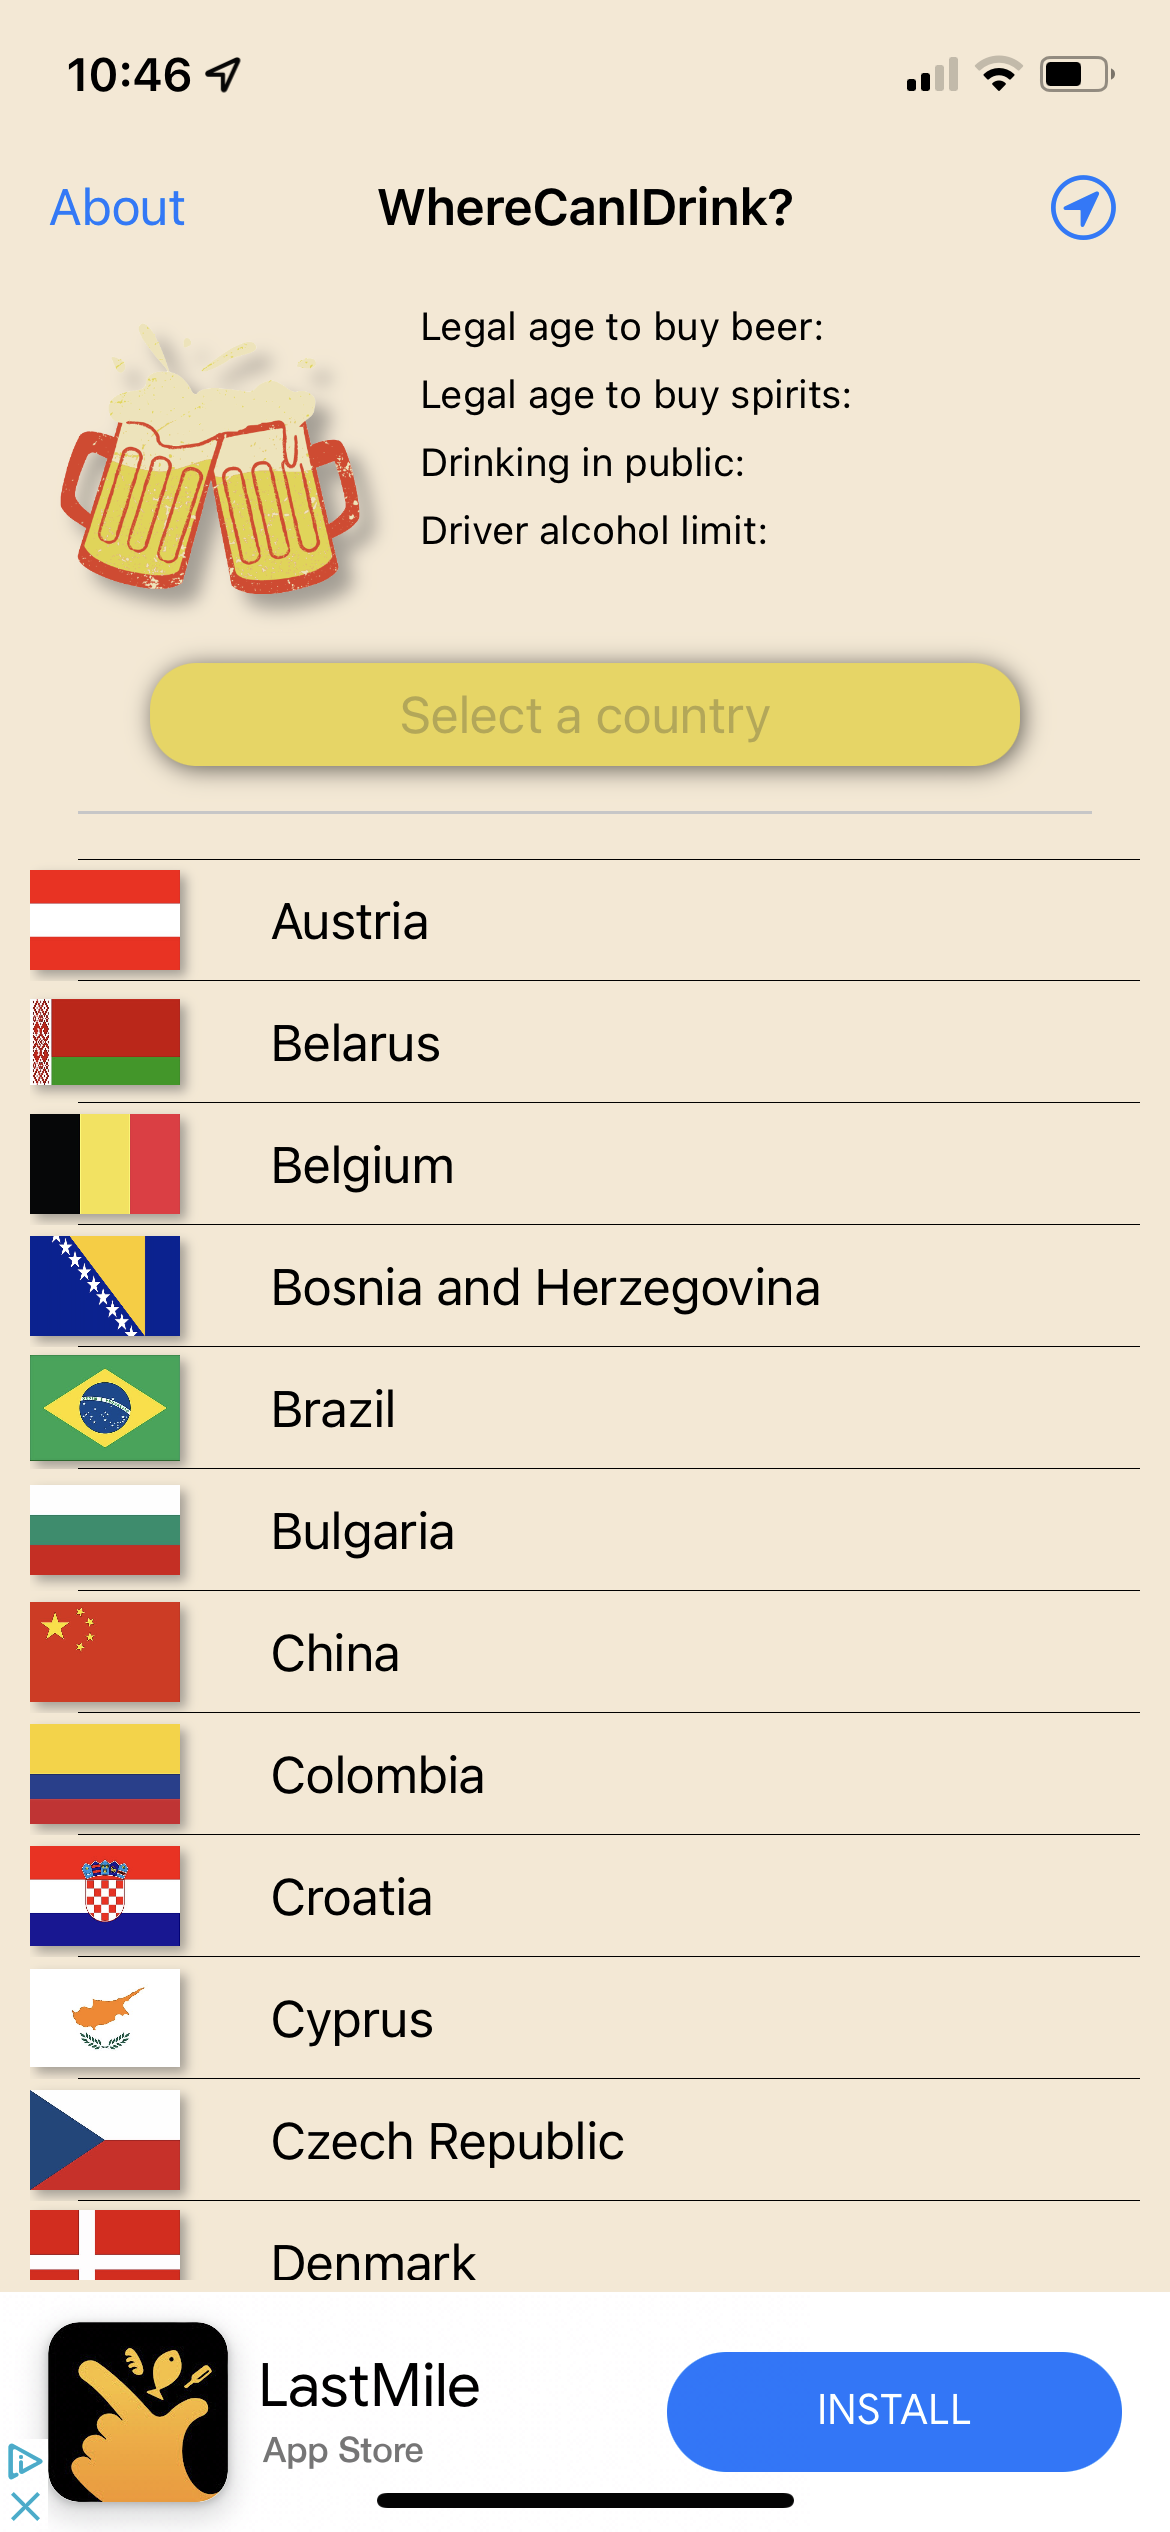 10:46
About
WhereCanIDrink?
Legal age to buy beer:
Legal age to buy spirits:
Drinking in public:
Driver alcohol limit:
Select a country
Austria
Belarus
Belgium
Bosnia and Herzegovina
Brazil
Bulgaria
China
Colombia
Croatia
Cyprus
Czech Republic
Denmark
LastMile
App Store
INSTALL